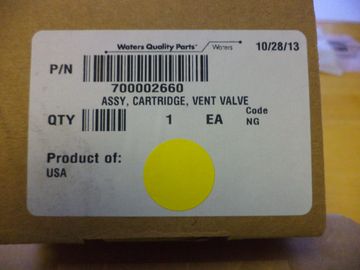 Waters Quality Parts™ Waters 10/28/13
P/N
700002660
ASSY, CARTRIDGE, VENT VALVE
QTY 1 EA Code
NG
Product of:
USA